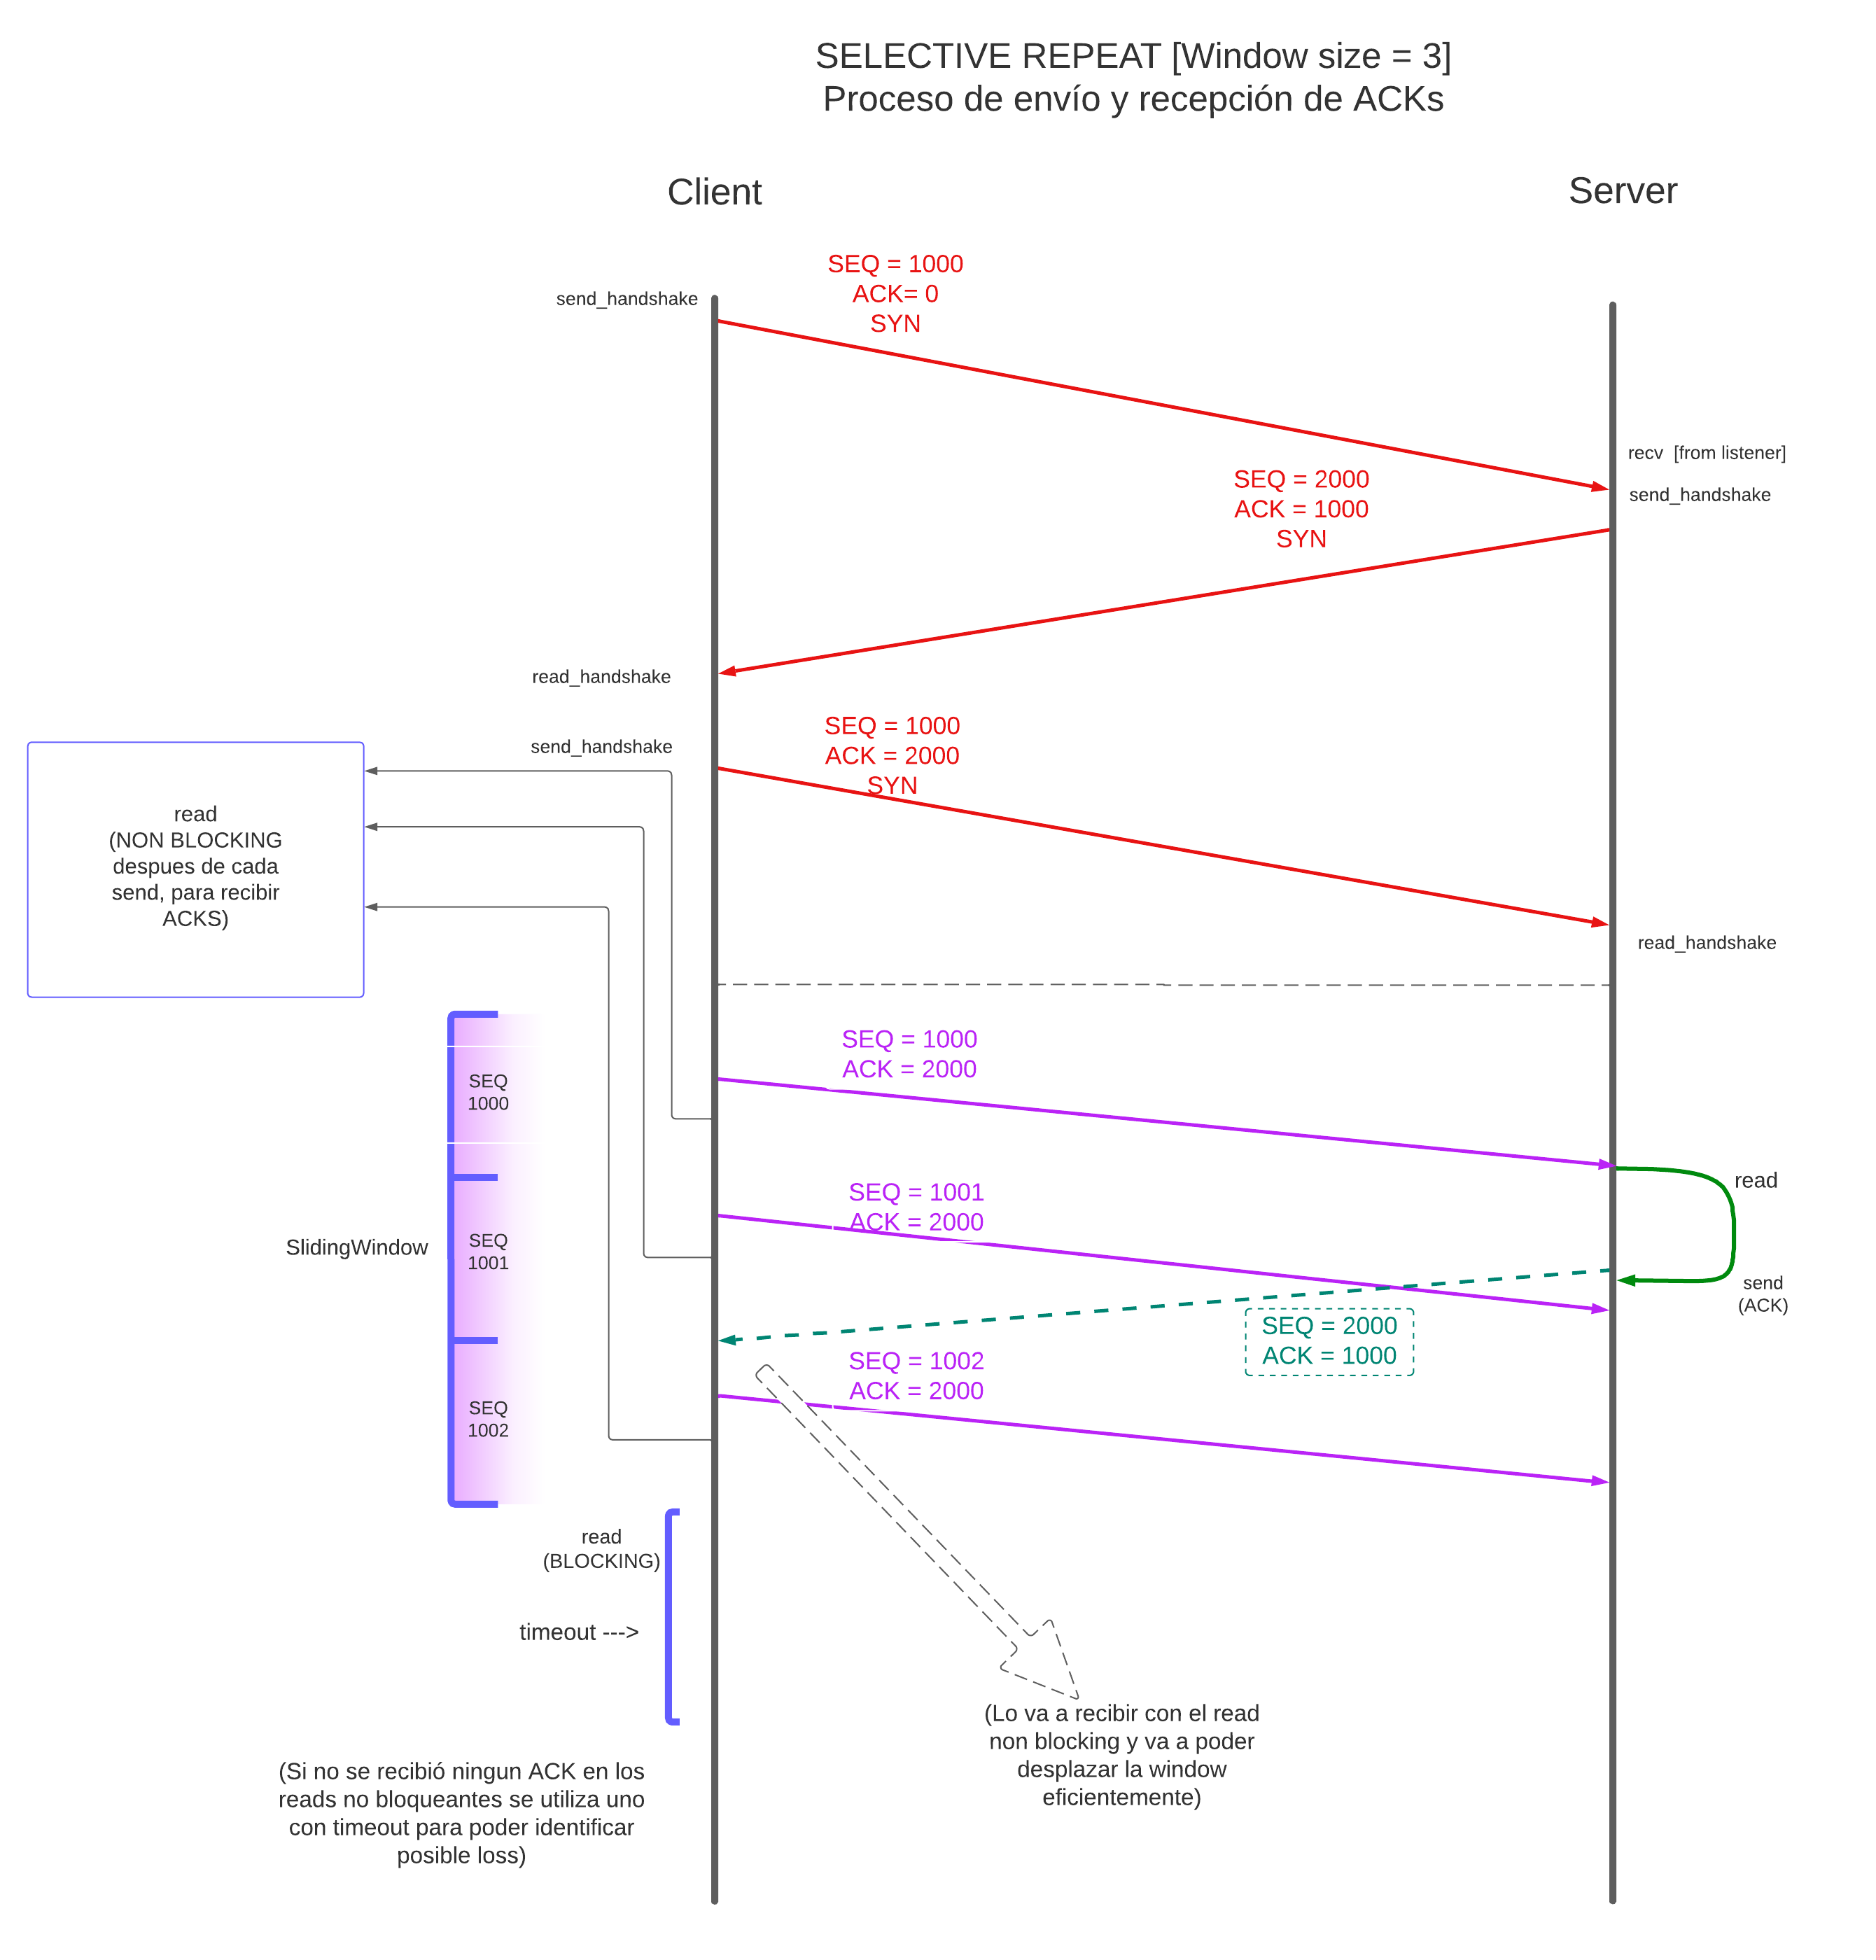 SELECTIVE REPEAT [Window size = 3]
Proceso de envío y recepción de ACKs
Client
Server
SEQ = 1000
ACK= 0
SYN
send_handshake
recv  [from listener]
send_handshake
SEQ = 2000
ACK = 1000
SYN
read_handshake
send_handshake
SEQ = 1000
ACK = 2000
SYN
read
(NON BLOCKING
despues de cada
send, para recibir
ACKS)
read_handshake
SEQ = 1000
ACK = 2000
SEQ
1000
read
SEQ = 1001
ACK = 2000
SlidingWindow
SEQ
1001
send
(ACK)
SEQ = 2000
ACK = 1000
SEQ = 1002
ACK = 2000
SEQ
1002
read
(BLOCKING)
timeout --->
(Lo va a recibir con el read
non blocking y va a poder
desplazar la window
eficientemente)
(Si no se recibió ningun ACK en los
reads no bloqueantes se utiliza uno
con timeout para poder identificar
posible loss)